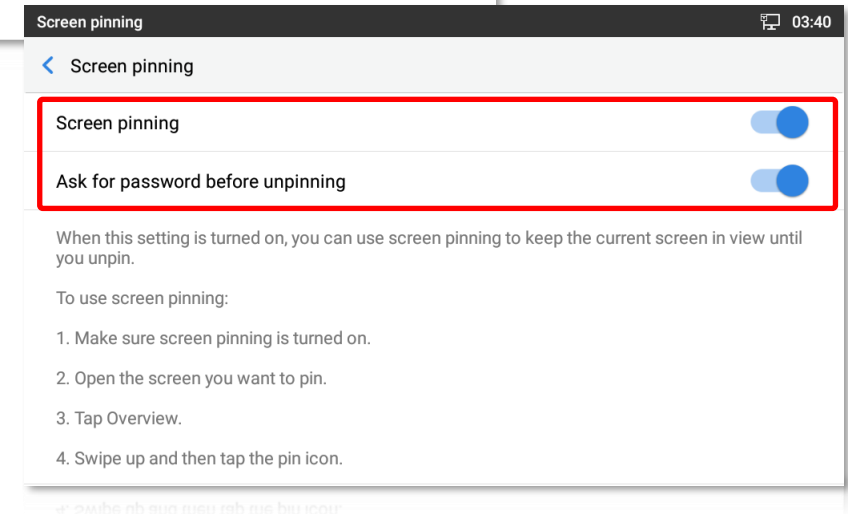 Screen pinning 03:40
Screen pinning
Screen pinning
Ask for password before unpinning
When this setting is turned on, you can use screen pinning to keep the current screen in view until
you unpin.
To use screen pinning:
1. Make sure screen pinning is turned on.
2. Open the screen you want to pin.
3. Tap Overview.
4. Swipe up and then tap the pin icon.